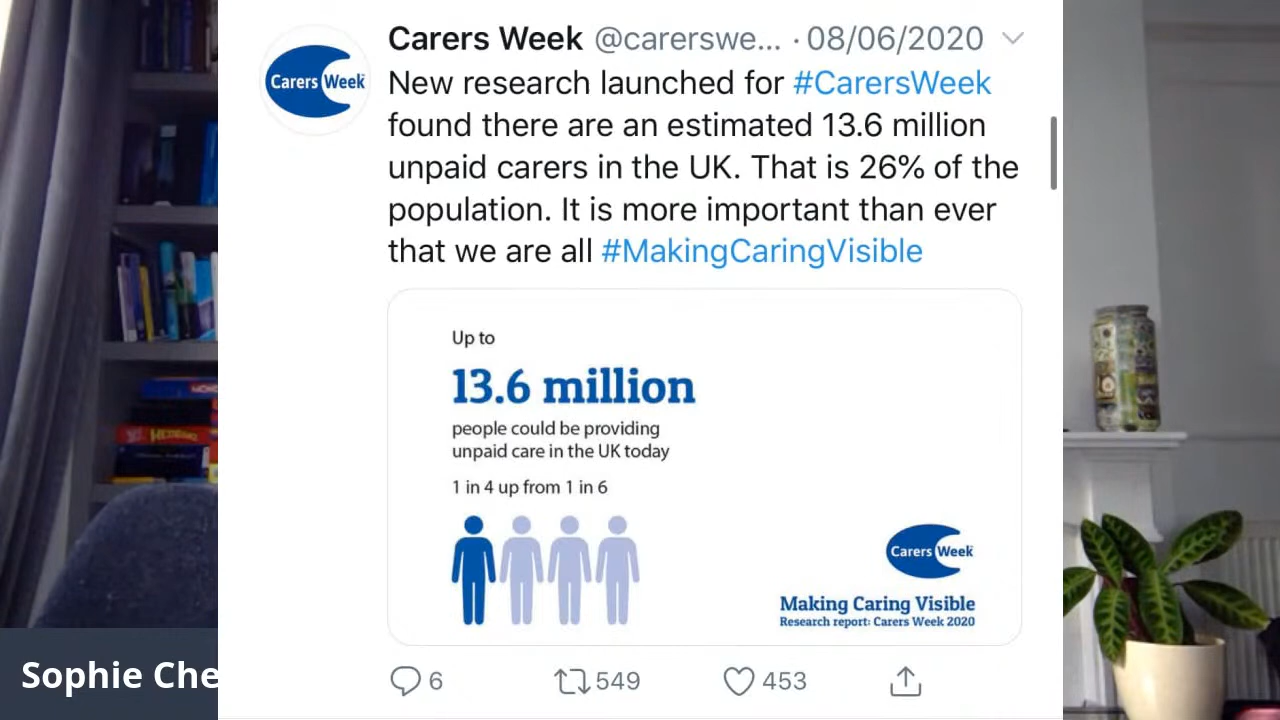 Carers Week @carerswe... · 08/06/2020
Carers Week
New research launched for #CarersWeek
found there are an estimated 13.6 million
unpaid carers in the UK. That is 26% of the
population. It is more important than ever
that we are all #MakingCaringVisible
Up to
13.6 million
people could be providing
unpaid care in the UK today
1 in 4 up from 1 in 6
Carers Week
Making Caring Visible
Research report: Carers Week 2020
6 549 453
Sophie Che